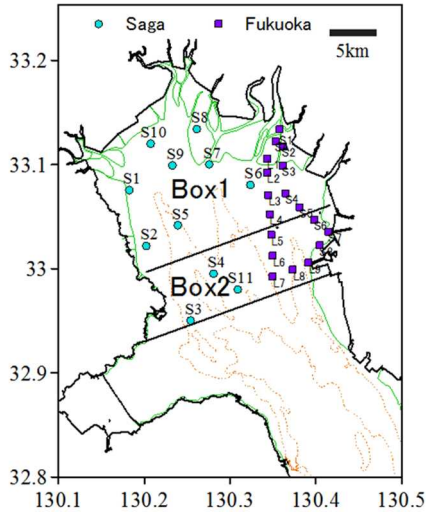 Saga Fukuoka
5km
33.2
33.1
33
32.9
32.8
S8
S10
S9
S7
S1
S6
Box1
S5
S2
S1
S2
S3
L2
L3
S4
L4
L5
L6
L7
L8
L9
S4
Box2
S11
S3
130.1 130.2 130.3 130.4 130.5